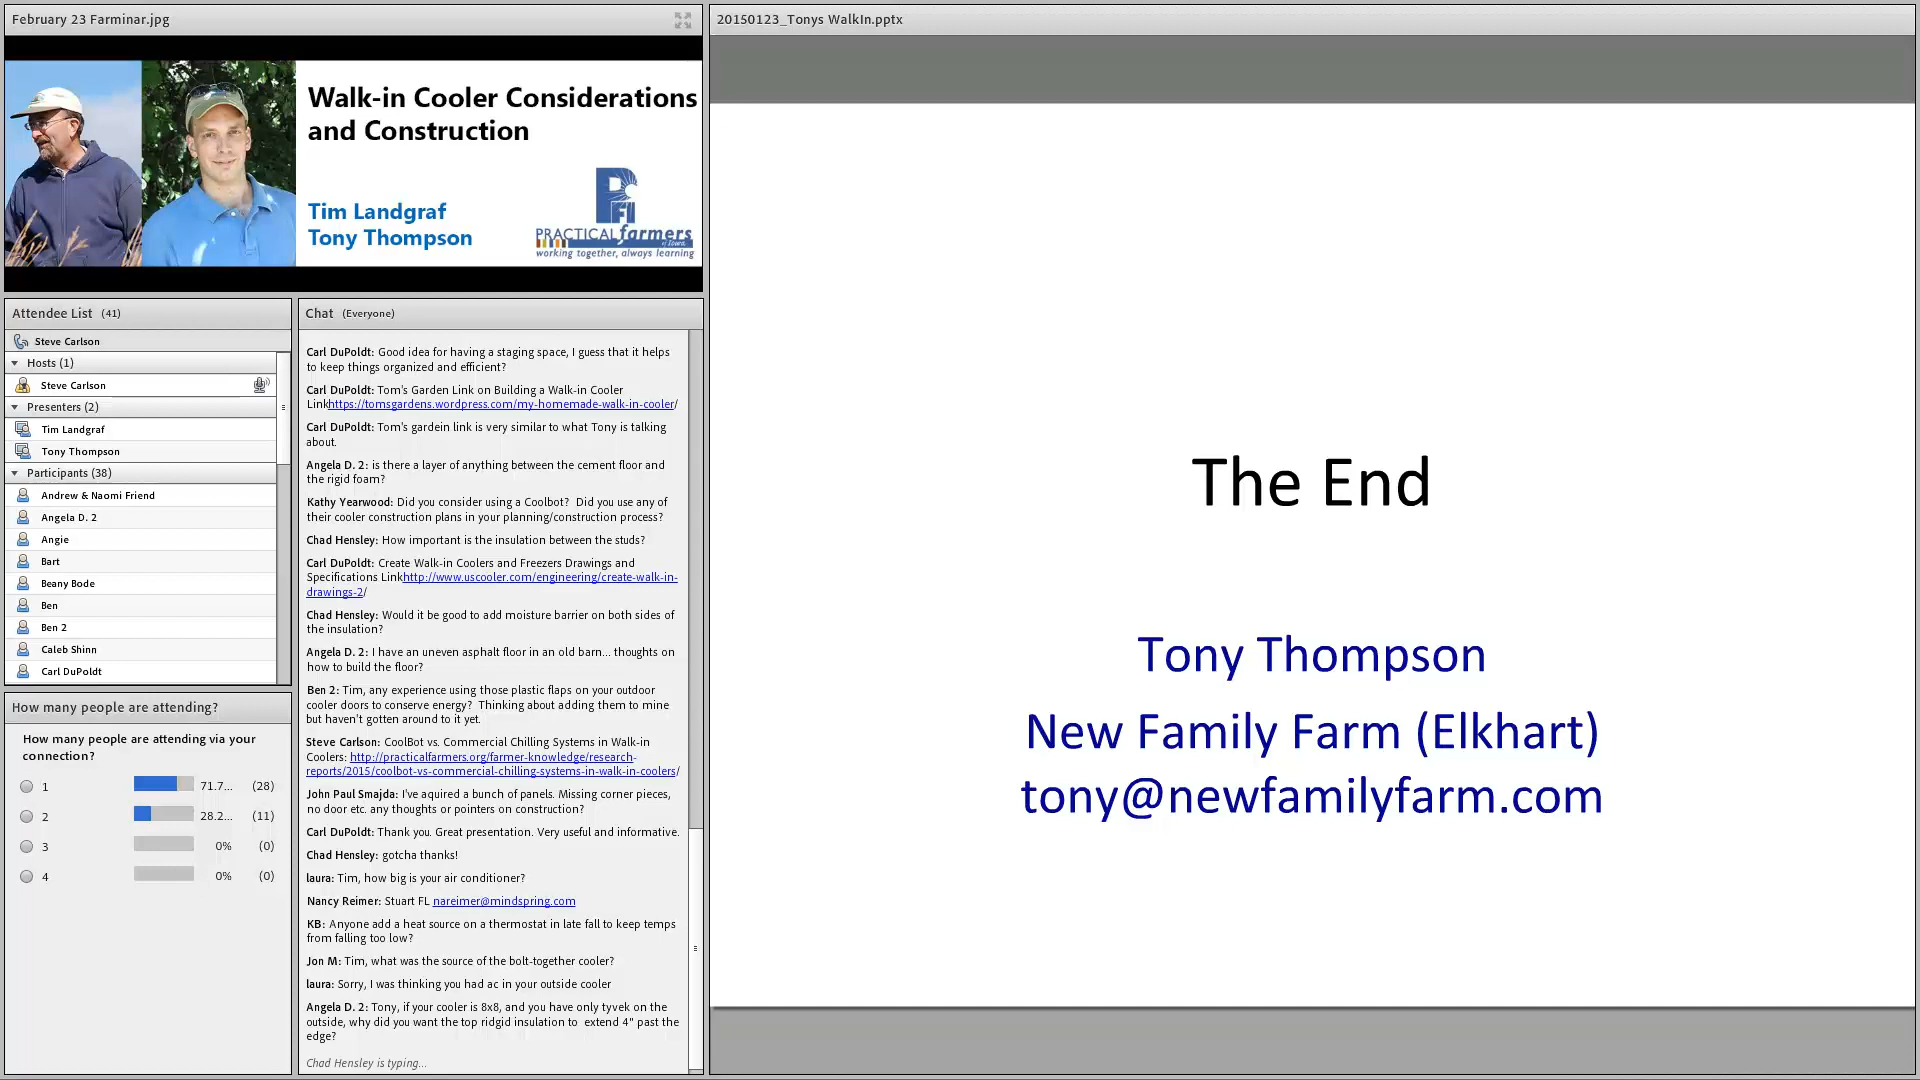 February 23 Farminar.jpg
Walk-in Cooler Considerations
and Construction
Tim Landgraf
Tony Thompson
PFI
PRACTICAL farmers
of Iowa
working together, always learning
Attendee List (41)
Steve Carlson
Hosts (1)
Steve Carlson
Presenters (2)
Tim Landgraf
Tony Thompson
Participants (38)
Andrew & Naomi Friend
Angela D. 2
Angie
Bart
Beany Bode
Ben
Ben 2
Caleb Shinn
Carl DuPoldt
How many people are attending?
How many people are attending via your
connection?
1 71.7... (28)
2 28.2... (11)
3 0% (0)
4 0% (0)
Chat (Everyone)
Carl DuPoldt: Good idea for having a staging space, I guess that it helps
to keep things organized and efficient?
Carl DuPoldt: Tom's Garden Link on Building a Walk-in Cooler
Linkhttps://tomsgardens.wordpress.com/my-homemade-walk-in-cooler/
Carl DuPoldt: Tom's gardein link is very similar to what Tony is talking
about.
Angela D. 2: is there a layer of anything between the cement floor and
the rigid foam?
Kathy Yearwood: Did you consider using a Coolbot? Did you use any of
their cooler construction plans in your planning/construction process?
Chad Hensley: How important is the insulation between the studs?
Carl DuPoldt: Create Walk-in Coolers and Freezers Drawings and
Specifications Linkhttp://www.uscooler.com/engineering/create-walk-in-
drawings-2/
Chad Hensley: Would it be good to add moisture barrier on both sides of
the insulation?
Angela D. 2: I have an uneven asphalt floor in an old barn... thoughts on
how to build the floor?
Ben 2: Tim, any experience using those plastic flaps on your outdoor
cooler doors to conserve energy? Thinking about adding them to mine
but haven't gotten around to it yet.
Steve Carlson: CoolBot vs. Commercial Chilling Systems in Walk-in
Coolers: http://practicalfarmers.org/farmer-knowledge/research-
reports/2015/coolbot-vs-commercial-chilling-systems-in-walk-in-coolers/
John Paul Smajda: I've aquired a bunch of panels. Missing corner pieces,
no door etc. any thoughts or pointers on construction?
Carl DuPoldt: Thank you. Great presentation. Very useful and informative.
Chad Hensley: gotcha thanks!
laura: Tim, how big is your air conditioner?
Nancy Reimer: Stuart FL nareimer@mindspring.com
KB: Anyone add a heat source on a thermostat in late fall to keep temps
from falling too low?
Jon M: Tim, what was the source of the bolt-together cooler?
laura: Sorry, I was thinking you had ac in your outside cooler
Angela D. 2: Tony, if your cooler is 8x8, and you have only tyvek on the
outside, why did you want the top ridgid insulation to extend 4" past the
edge?
Chad Hensley is typing...
20150123_Tonys WalkIn.pptx
The End
Tony Thompson
New Family Farm (Elkhart)
tony@newfamilyfarm.com